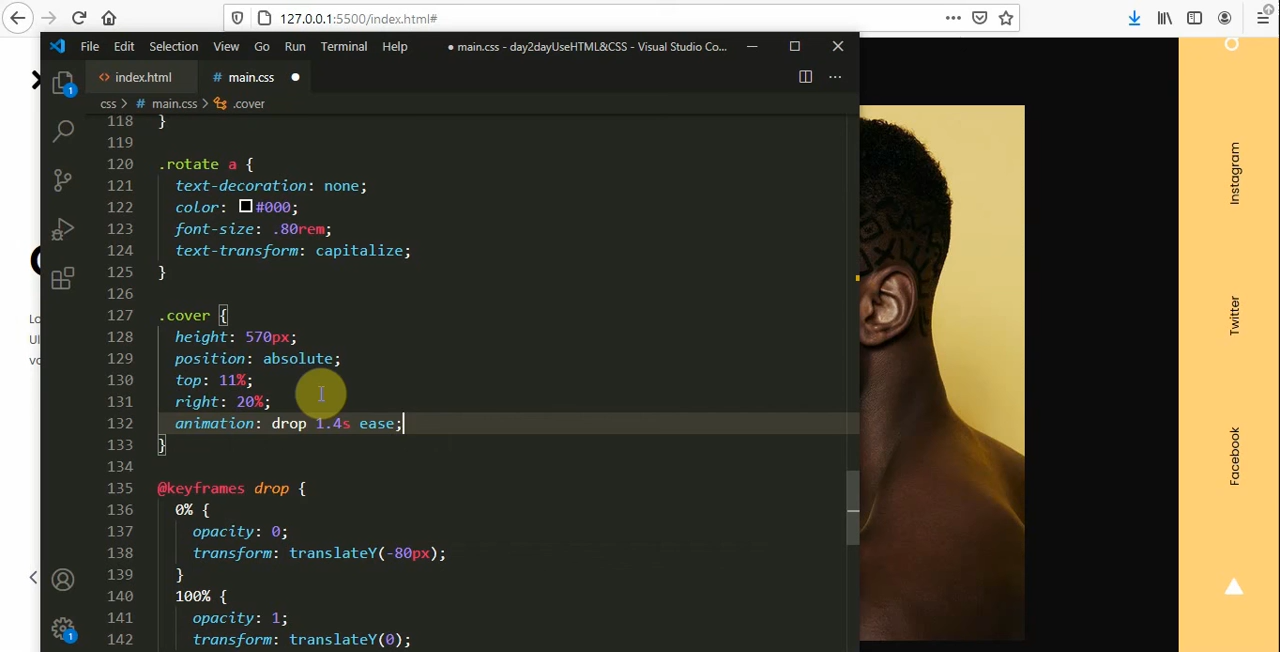 127.0.0.1:5500/index.html#
File Edit Selection View Go Run Terminal Help
● main.css - day2dayUseHTML&CSS - Visual Studio Co...
<> index.html
# main.css ●
css > # main.css > .cover
118 }
119
120 .rotate a {
121 text-decoration: none;
122 color: #000;
123 font-size: .80rem;
124 text-transform: capitalize;
125 }
126
127 .cover {
128 height: 570px;
129 position: absolute;
130 top: 11%;
131 right: 20%;
132 animation: drop 1.4s ease;
133 }
134
135 @keyframes drop {
136 0% {
137 opacity: 0;
138 transform: translateY(-80px);
139 }
140 100% {
141 opacity: 1;
142 transform: translateY(0);
1
1
Instagram
Twitter
Facebook